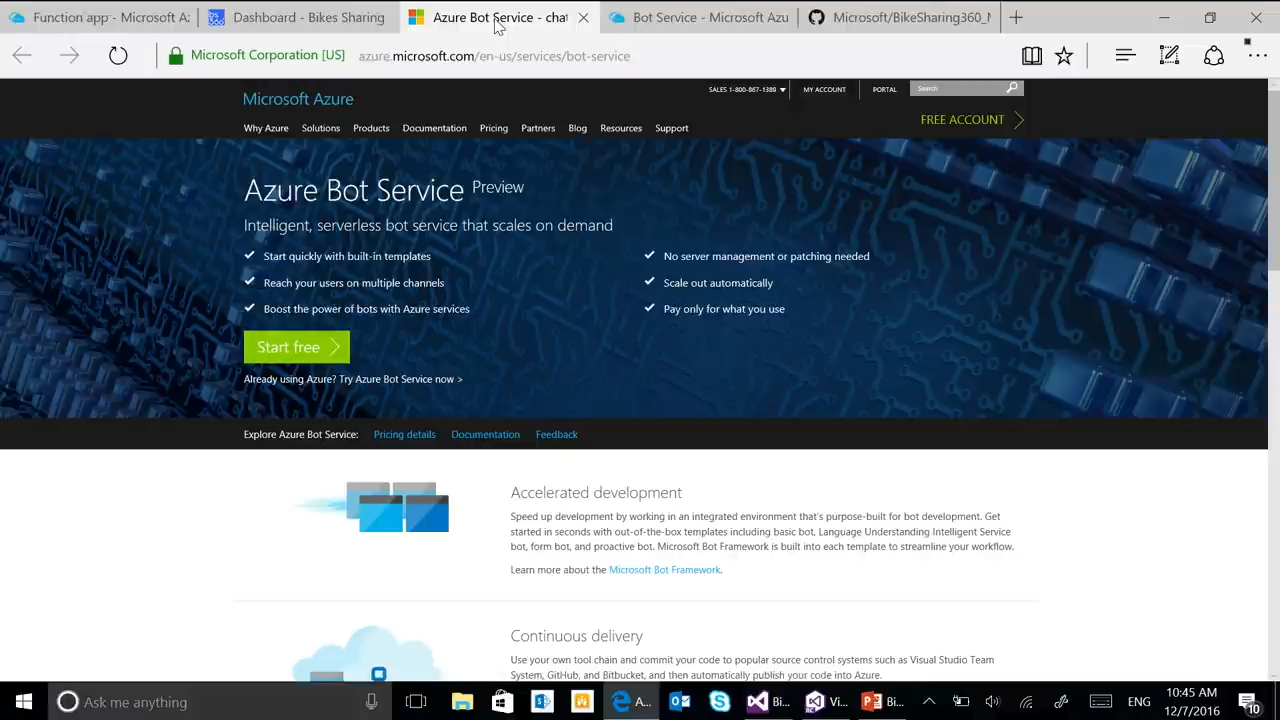 Function app - Microsoft Az
Dashboard - Bikes Sharing
Azure Bot Service - chat
Bot Service - Microsoft Azu
Microsoft/BikeSharing360_M
Microsoft Corporation [US]
azure.microsoft.com/en-us/services/bot-service
Microsoft Azure
SALES 1-800-867-1389
MY ACCOUNT
PORTAL
Search
Why Azure
Solutions
Products
Documentation
Pricing
Partners
Blog
Resources
Support
FREE ACCOUNT
Azure Bot Service Preview
Intelligent, serverless bot service that scales on demand
Start quickly with built-in templates
No server management or patching needed
Reach your users on multiple channels
Scale out automatically
Boost the power of bots with Azure services
Pay only for what you use
Start free
Already using Azure? Try Azure Bot Service now >
Explore Azure Bot Service:
Pricing details
Documentation
Feedback
Accelerated development
Speed up development by working in an integrated environment that's purpose-built for bot development. Get
started in seconds with out-of-the-box templates including basic bot, Language Understanding Intelligent Service
bot, form bot, and proactive bot. Microsoft Bot Framework is built into each template to streamline your workflow.
Learn more about the Microsoft Bot Framework.
Continuous delivery
Use your own tool chain and commit your code to popular source control systems such as Visual Studio Team
System, GitHub, and Bitbucket, and then automatically publish your code into Azure.
Ask me anything
A...
Bi...
Vi...
Bi...
ENG
10:45 AM
12/7/2016
10